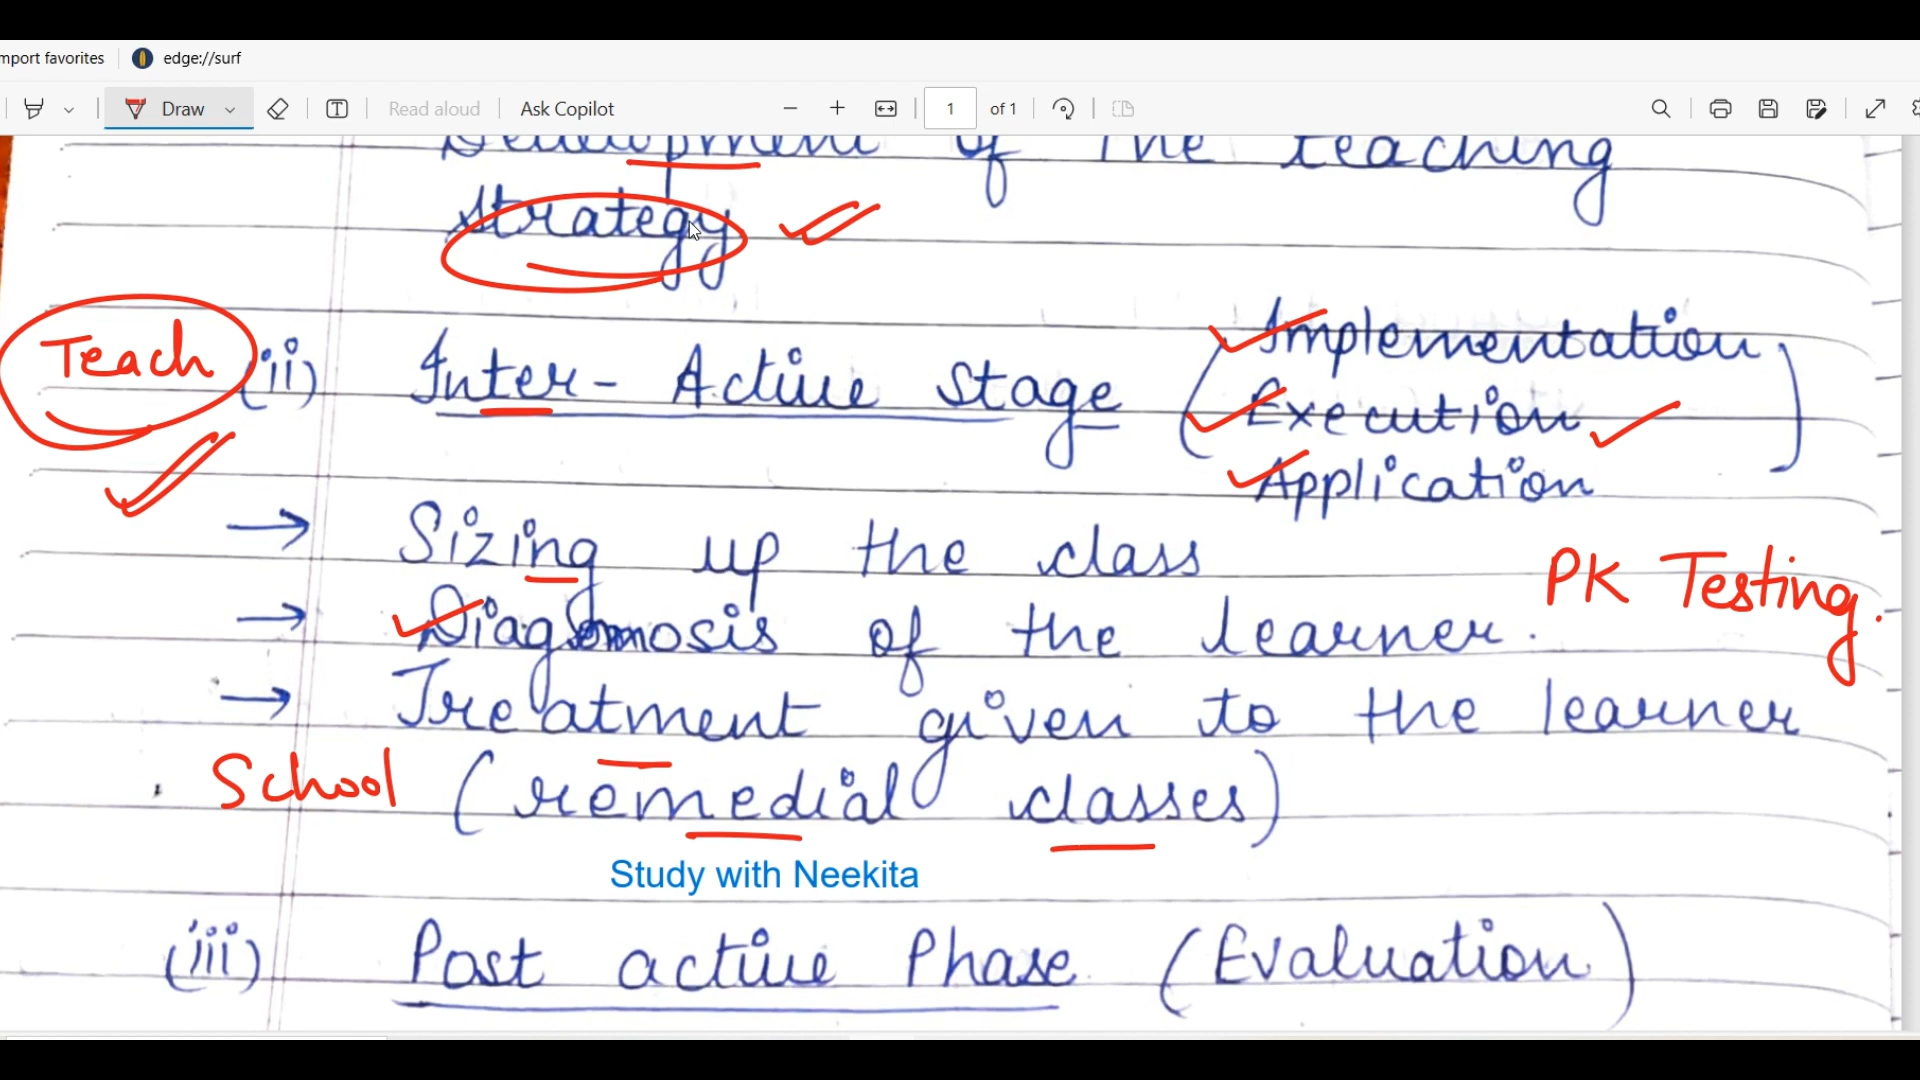 mport favorites edge://surf
Draw Read aloud Ask Copilot 1 of 1
Development of the teaching
strategy
Teach (ii) Inter-Active Stage (Implementation
Execution
Application)
→ Sizing up the class
→ Diagnosis of the learner. PK Testing.
→ Treatment given to the learner
School (remedial classes)
Study with Neekita
(iii) Post active Phase (Evaluation)